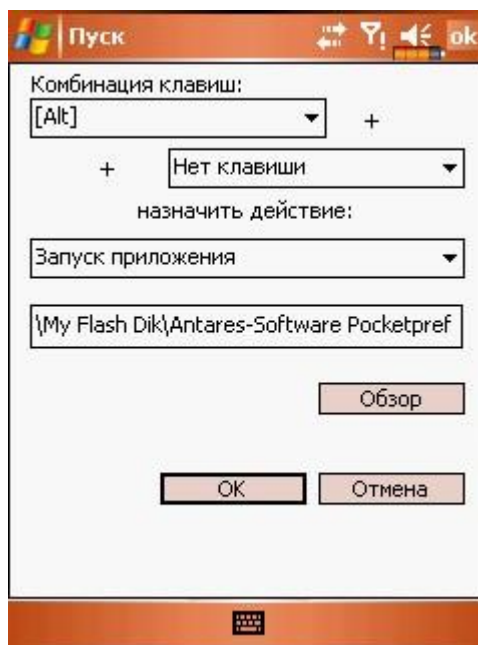 Пуск ok
Комбинация клавиш:
[Alt] +
+ Нет клавиши
назначить действие:
Запуск приложения
\My Flash Dik\Antares-Software Pocketpref
Обзор
OK Отмена